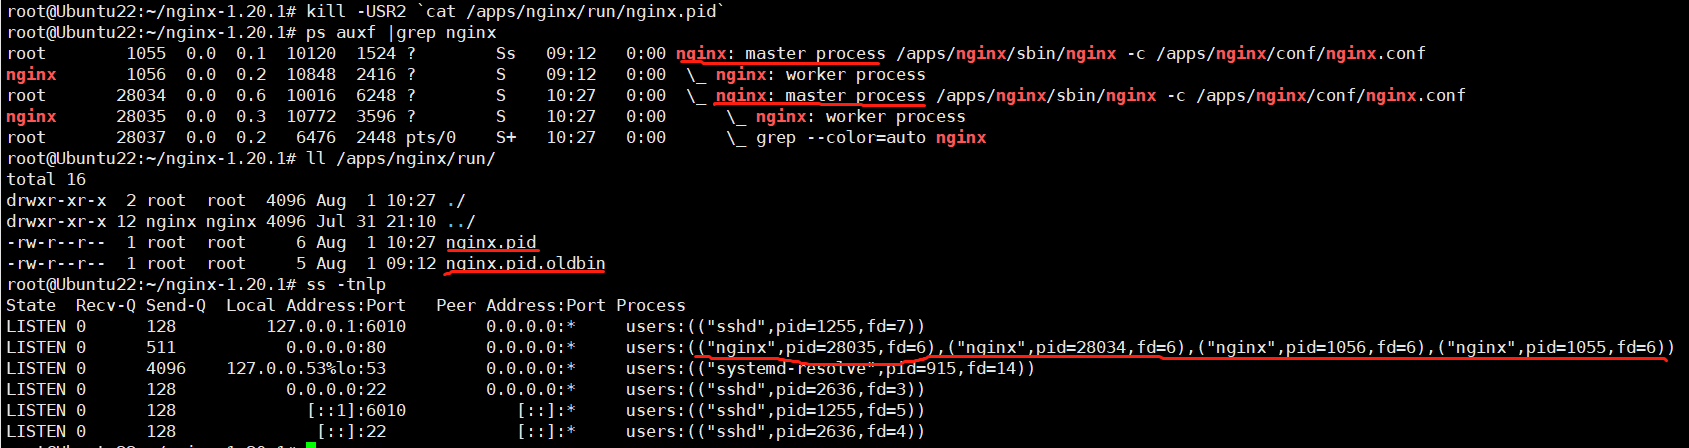 root@Ubuntu22:~/nginx-1.20.1# kill -USR2 `cat /apps/nginx/run/nginx.pid`
root@Ubuntu22:~/nginx-1.20.1# ps auxf |grep nginx
root        1055  0.0  0.1  10120  1524 ?        Ss   09:12   0:00 nginx: master process /apps/nginx/sbin/nginx -c /apps/nginx/conf/nginx.conf
nginx       1056  0.0  0.2  10848  2416 ?        S    09:12   0:00  \_ nginx: worker process
root       28034  0.0  0.6  10016  6248 ?        S    10:27   0:00  \_ nginx: master process /apps/nginx/sbin/nginx -c /apps/nginx/conf/nginx.conf
nginx      28035  0.0  0.3  10772  3596 ?        S    10:27   0:00      \_ nginx: worker process
root       28037  0.0  0.2   6476  2448 pts/0    S+   10:27   0:00      \_ grep --color=auto nginx
root@Ubuntu22:~/nginx-1.20.1# ll /apps/nginx/run/
total 16
drwxr-xr-x  2 root  root  4096 Aug  1 10:27 ./
drwxr-xr-x 12 nginx nginx 4096 Jul 31 21:10 ../
-rw-r--r--  1 root  root     6 Aug  1 10:27 nginx.pid
-rw-r--r--  1 root  root     5 Aug  1 09:12 nginx.pid.oldbin
root@Ubuntu22:~/nginx-1.20.1# ss -tnlp
State  Recv-Q Send-Q  Local Address:Port   Peer Address:Port Process
LISTEN 0      128         127.0.0.1:6010        0.0.0.0:*     users:(("sshd",pid=1255,fd=7))
LISTEN 0      511           0.0.0.0:80          0.0.0.0:*     users:(("nginx",pid=28035,fd=6),("nginx",pid=28034,fd=6),("nginx",pid=1056,fd=6),("nginx",pid=1055,fd=6))
LISTEN 0      4096    127.0.0.53%lo:53          0.0.0.0:*     users:(("systemd-resolve",pid=915,fd=14))
LISTEN 0      128           0.0.0.0:22          0.0.0.0:*     users:(("sshd",pid=2636,fd=3))
LISTEN 0      128             [::1]:6010           [::]:*     users:(("sshd",pid=1255,fd=5))
LISTEN 0      128              [::]:22             [::]:*     users:(("sshd",pid=2636,fd=4))
root@Ubuntu22:~/nginx-1.20.1#